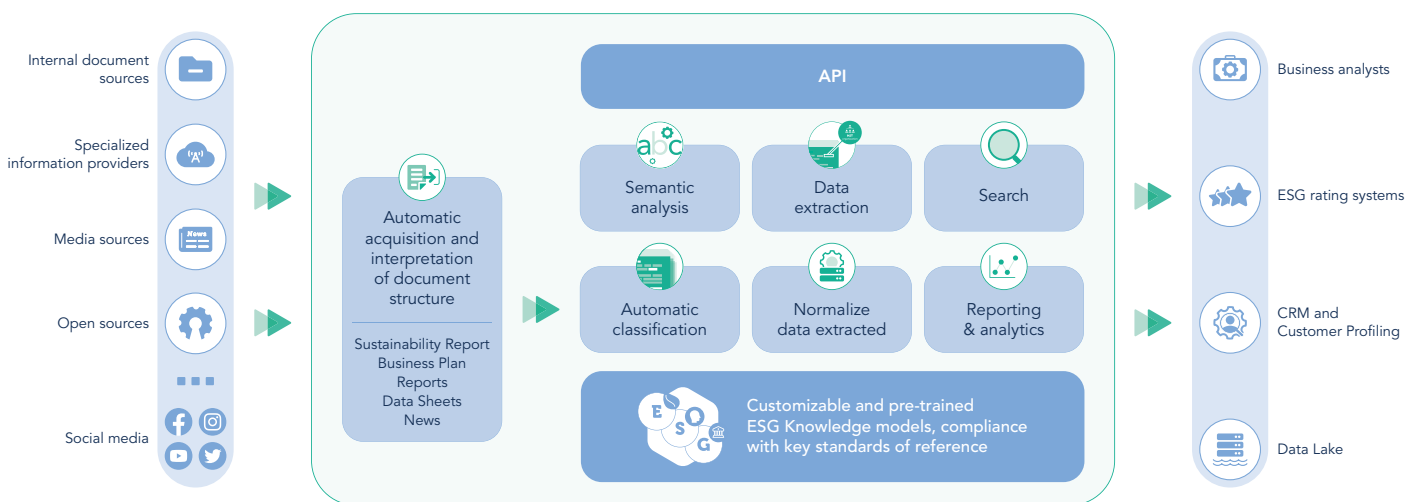 Internal document
sources
Specialized
information providers
Media sources
News
Open sources
Social media
Automatic
acquisition and
interpretation
of document
structure
Sustainability Report
Business Plan
Reports
Data Sheets
News
API
abc
Semantic
analysis
Data
extraction
Search
Automatic
classification
Normalize
data extracted
Reporting
& analytics
E
S
G
Customizable and pre-trained
ESG Knowledge models, compliance
with key standards of reference
Business analysts
ESG rating systems
CRM and
Customer Profiling
Data Lake